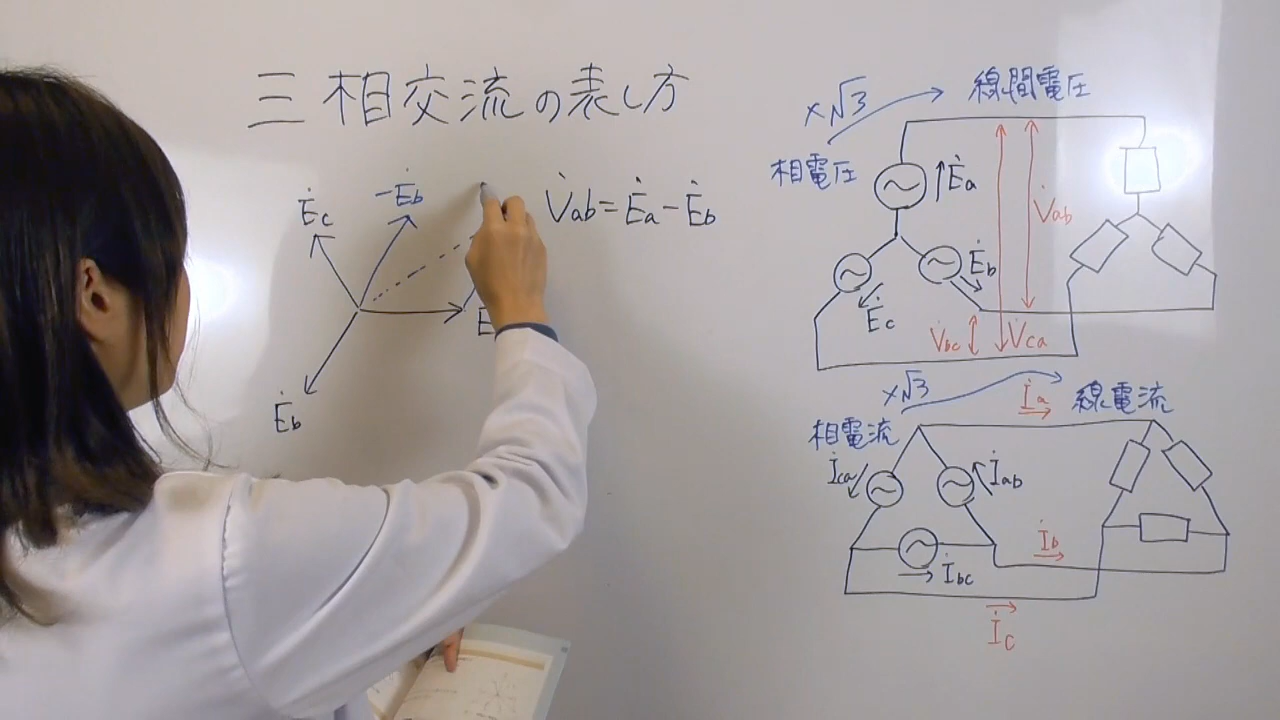 三相交流の表し方
Ėc
-Ėb
V̇ab=Ėa-Ėb
E
Ėb
×√3
線間電圧
相電圧
Ėa
V̇ab
Ėb
Ėc
V̇bc
V̇ca
×√3
İa
線電流
相電流
İca
İab
İb
İbc
İc